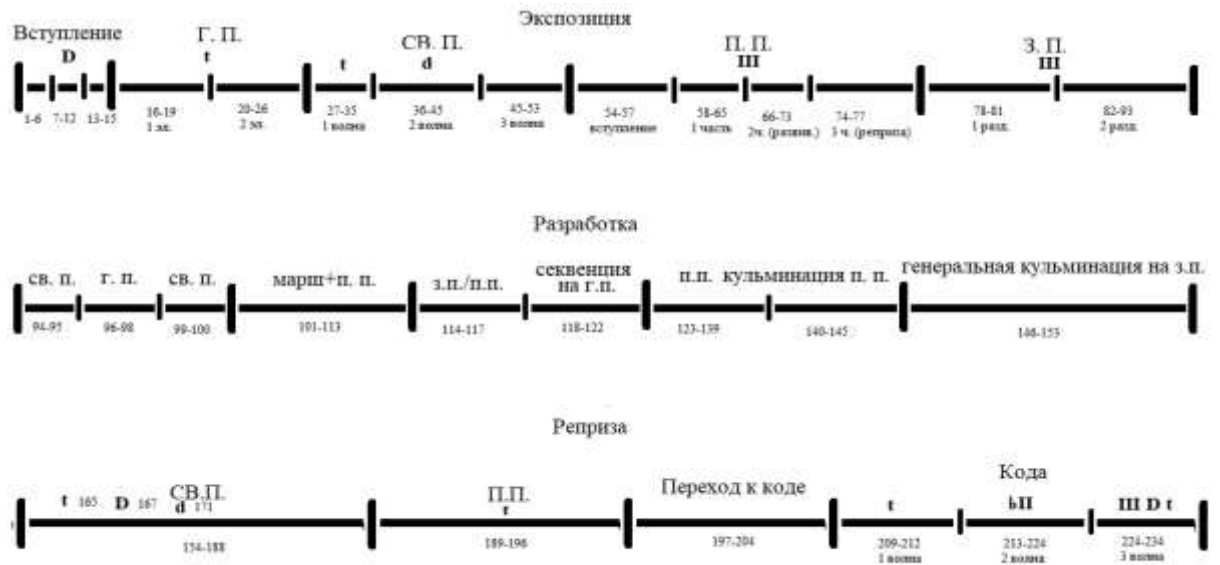 Экспозиция
Вступление
Г. П.
СВ. П.
П. П.
З. П.
D
t
t
d
III
III
1-6 7-12 13-15
16-19
1 эл.
20-26
2 эл.
27-35
1 волна
36-45
2 волна
45-53
3 волна
54-57
вступление
58-65
1 часть
66-73
2ч. (развив.)
74-77
3 ч. (реприза)
78-81
1 разд.
82-93
2 разд.
Разработка
св. п.
г. п.
св. п.
марш+п. п.
з.п./п.п.
секвенция
на г.п.
п.п.
кульминация п. п.
генеральная кульминация на з.п.
94-95
96-98
99-100
101-113
114-117
118-122
123-139
140-145
146-153
Реприза
t 165 D 167 СВ.П.
d 171
П.П.
t
Переход к коде
Кода
t
♭II
III D t
154-188
189-196
197-204
209-212
1 волна
213-224
2 волна
224-234
3 волна